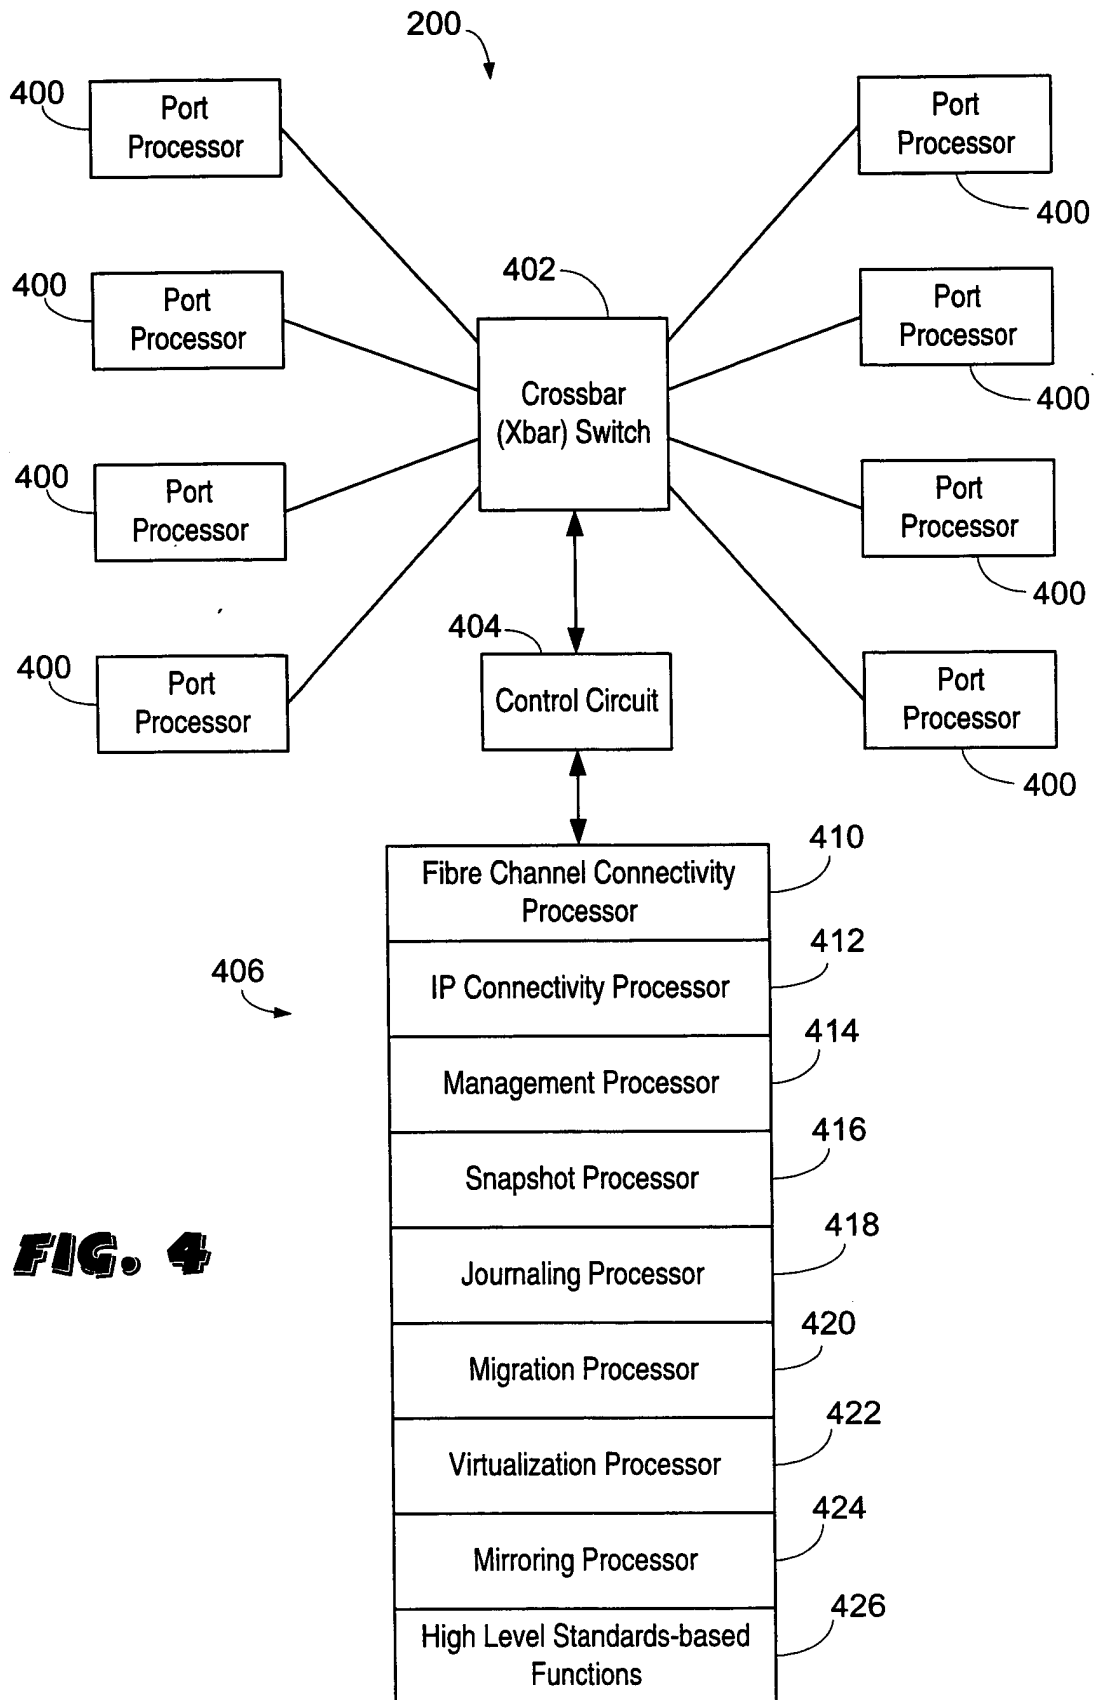 200
400
Port
Processor
Port
Processor
400
400
Port
Processor
402
Port
Processor
400
Crossbar
(Xbar) Switch
400
Port
Processor
Port
Processor
400
404
Control Circuit
400
Port
Processor
Port
Processor
400
410
Fibre Channel Connectivity
Processor
412
406
IP Connectivity Processor
414
Management Processor
416
Snapshot Processor
418
FIG. 4
Journaling Processor
420
Migration Processor
422
Virtualization Processor
424
Mirroring Processor
426
High Level Standards-based
Functions